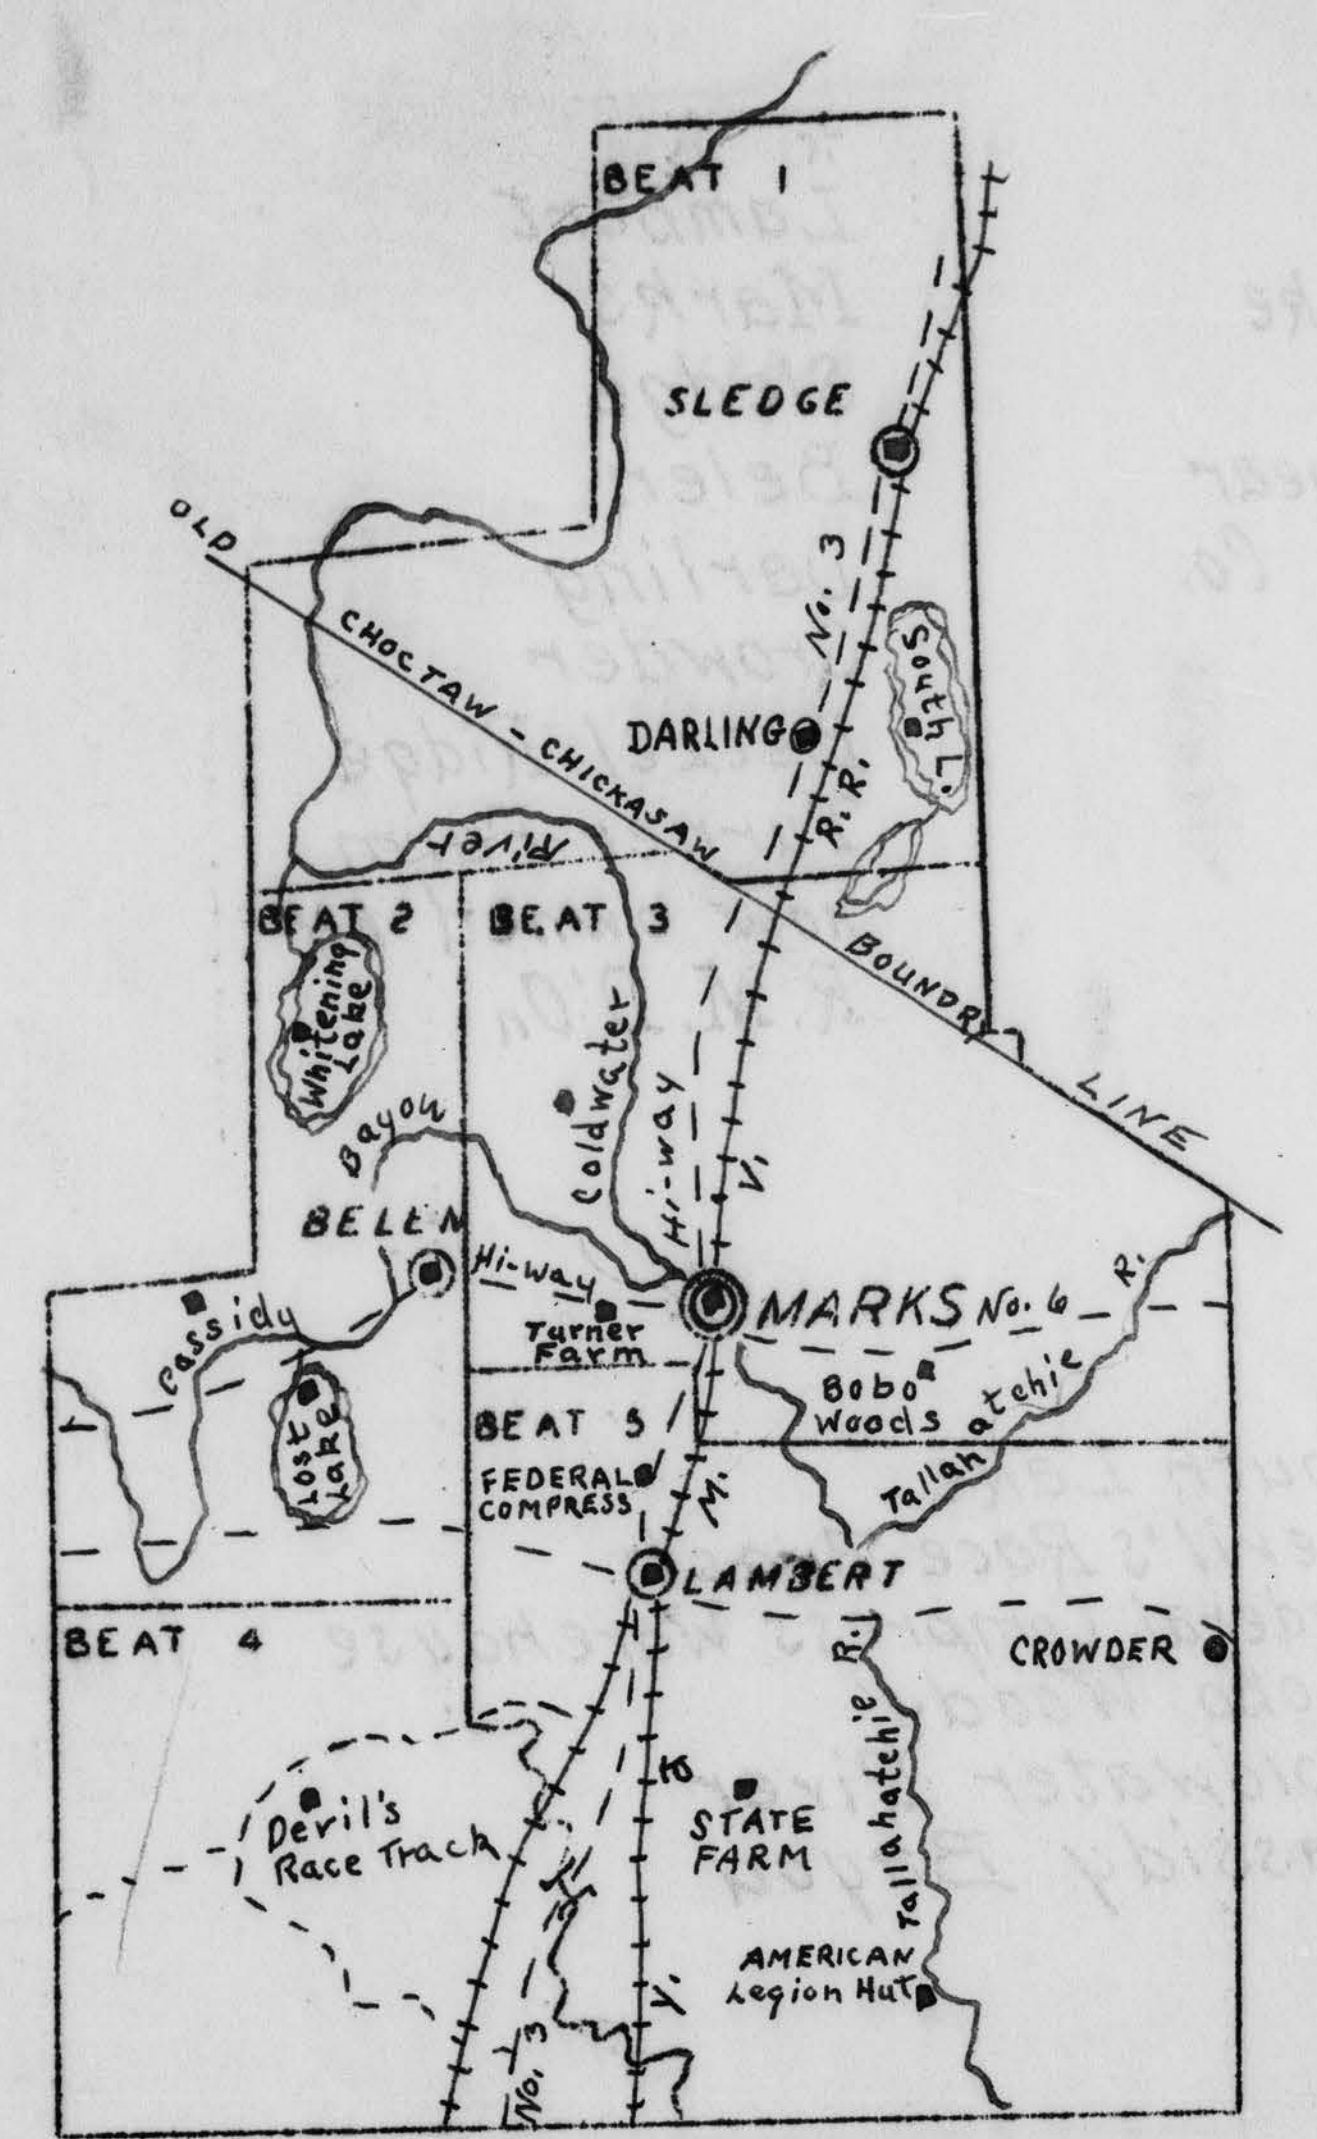 BEAT 1
SLEDGE
OLD
CHOCTAW - CHICKASAW
BOUNDRY
LINE
No. 3
South L.
DARLING
R.R.
River
BEAT 2
BEAT 3
Whitening
Lake
Coldwater
Hi-way
V.
Bayou
BELEN
Hi-way
MARKS No. 6
R.
Cassidy
Turner
Farm
Bobo
Woods
Tallahatchie
Lost
Lake
BEAT 5
FEDERAL
COMPRESS
M.
LAMBERT
BEAT 4
R.
CROWDER
Tallahatchie
Devil's
Race Track
&
STATE
FARM
AMERICAN
Legion Hut
V.
No. 3